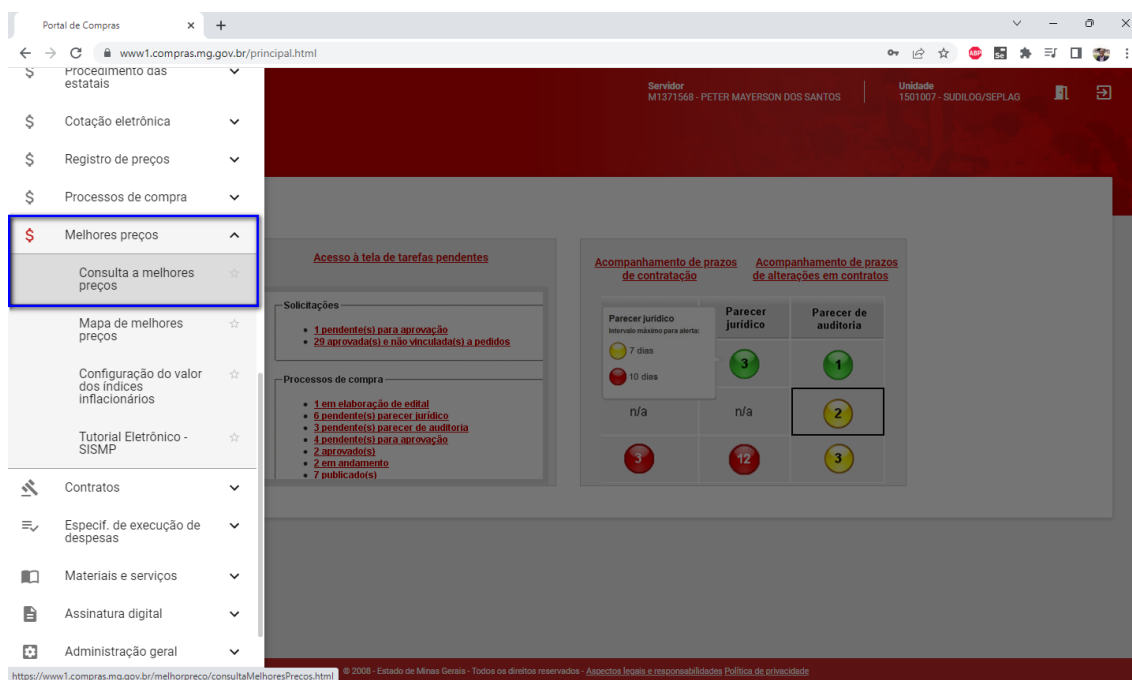 Portal de Compras
www1.compras.mg.gov.br/principal.html
ABP
Se
Procedimento das
estatais
Cotação eletrônica
Registro de preços
Processos de compra
Melhores preços
Consulta a melhores
preços
Mapa de melhores
preços
Configuração do valor
dos índices
inflacionários
Tutorial Eletrônico -
SISMP
Contratos
Especif. de execução de
despesas
Materiais e serviços
Assinatura digital
Administração geral
https://www1.compras.mg.gov.br/melhorpreco/consultaMelhoresPrecos.html
Servidor
M1371568 - PETER MAYERSON DOS SANTOS
Unidade
1501007 - SUDILOG/SEPLAG
Acesso à tela de tarefas pendentes
Solicitações
• 1 pendente(s) para aprovação
• 29 aprovada(s) e não vinculada(s) a pedidos
Processos de compra
• 1 em elaboração de edital
• 6 pendente(s) parecer jurídico
• 3 pendente(s) parecer de auditoria
• 4 pendente(s) para aprovação
• 2 aprovado(s)
• 2 em andamento
• 7 publicado(s)
Acompanhamento de prazos
de contratação
Acompanhamento de prazos
de alterações em contratos
Parecer jurídico
Intervalo máximo para alerta:
7 dias
10 dias
Parecer
jurídico
Parecer de
auditoria
3 1
n/a n/a 2
3 12 3
© 2008 - Estado de Minas Gerais - Todos os direitos reservados - Aspectos legais e responsabilidades Política de privacidade